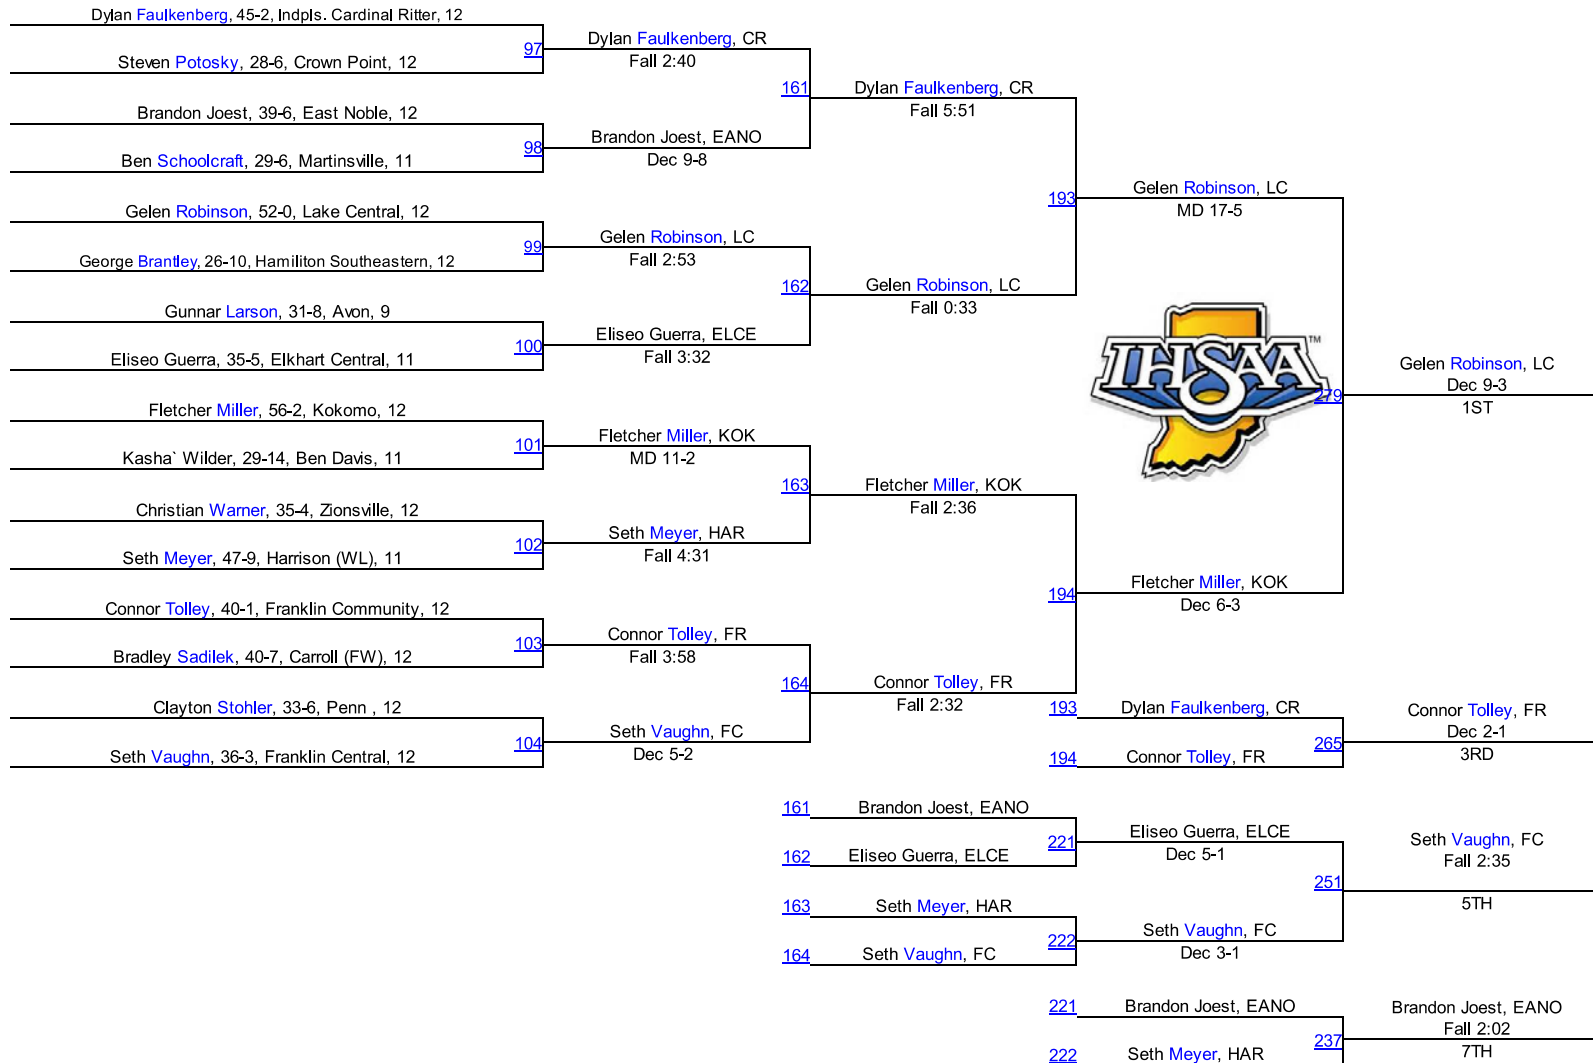 Dylan Faulkenberg, 45-2, Indpls. Cardinal Ritter, 12
97
Steven Potosky, 28-6, Crown Point, 12
Dylan Faulkenberg, CR
Fall 2:40
161
Brandon Joest, 39-6, East Noble, 12
98
Ben Schoolcraft, 29-6, Martinsville, 11
Brandon Joest, EANO
Dec 9-8
Dylan Faulkenberg, CR
Fall 5:51
193
Gelen Robinson, 52-0, Lake Central, 12
99
George Brantley, 26-10, Hamiliton Southeastern, 12
Gelen Robinson, LC
Fall 2:53
162
Gunnar Larson, 31-8, Avon, 9
100
Eliseo Guerra, 35-5, Elkhart Central, 11
Eliseo Guerra, ELCE
Fall 3:32
Gelen Robinson, LC
Fall 0:33
Gelen Robinson, LC
MD 17-5
IHSAA™
279
Gelen Robinson, LC
Dec 9-3
1ST
Fletcher Miller, 56-2, Kokomo, 12
101
Kasha` Wilder, 29-14, Ben Davis, 11
Fletcher Miller, KOK
MD 11-2
163
Christian Warner, 35-4, Zionsville, 12
102
Seth Meyer, 47-9, Harrison (WL), 11
Seth Meyer, HAR
Fall 4:31
Fletcher Miller, KOK
Fall 2:36
194
Fletcher Miller, KOK
Dec 6-3
Connor Tolley, 40-1, Franklin Community, 12
103
Bradley Sadilek, 40-7, Carroll (FW), 12
Connor Tolley, FR
Fall 3:58
164
Clayton Stohler, 33-6, Penn , 12
104
Seth Vaughn, 36-3, Franklin Central, 12
Seth Vaughn, FC
Dec 5-2
Connor Tolley, FR
Fall 2:32
193 Dylan Faulkenberg, CR
265
194 Connor Tolley, FR
Connor Tolley, FR
Dec 2-1
3RD
161 Brandon Joest, EANO
221
162 Eliseo Guerra, ELCE
Eliseo Guerra, ELCE
Dec 5-1
251
163 Seth Meyer, HAR
222
164 Seth Vaughn, FC
Seth Vaughn, FC
Dec 3-1
Seth Vaughn, FC
Fall 2:35
5TH
221 Brandon Joest, EANO
237
222 Seth Meyer, HAR
Brandon Joest, EANO
Fall 2:02
7TH